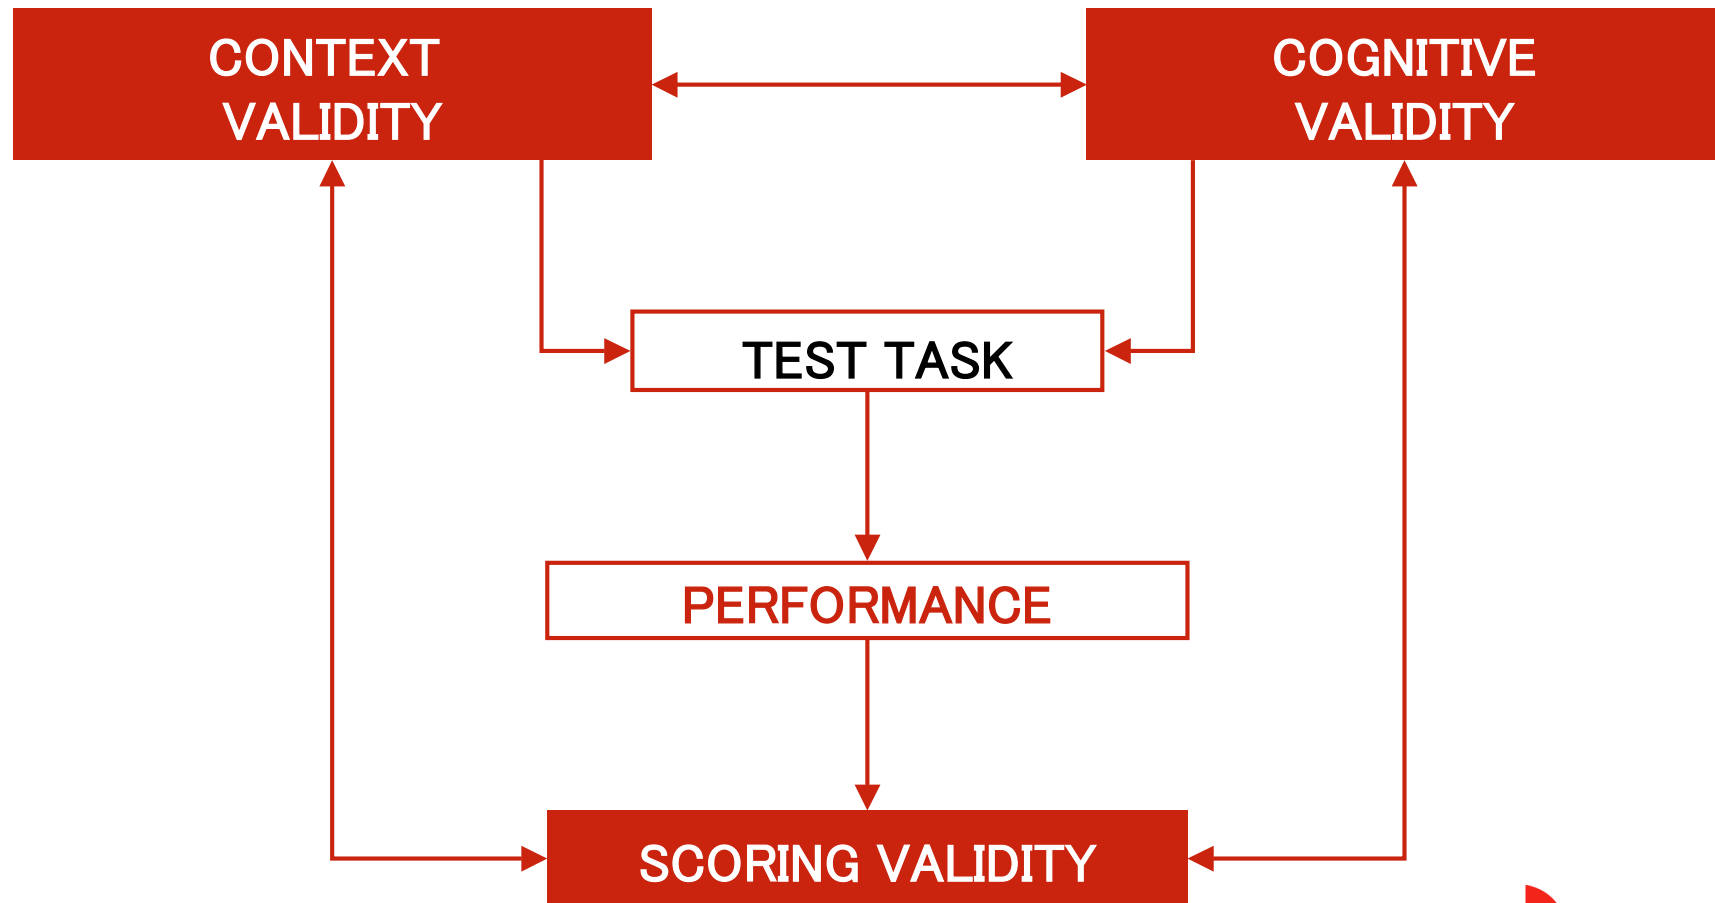 CONTEXT
VALIDITY
COGNITIVE
VALIDITY
TEST TASK
PERFORMANCE
SCORING VALIDITY